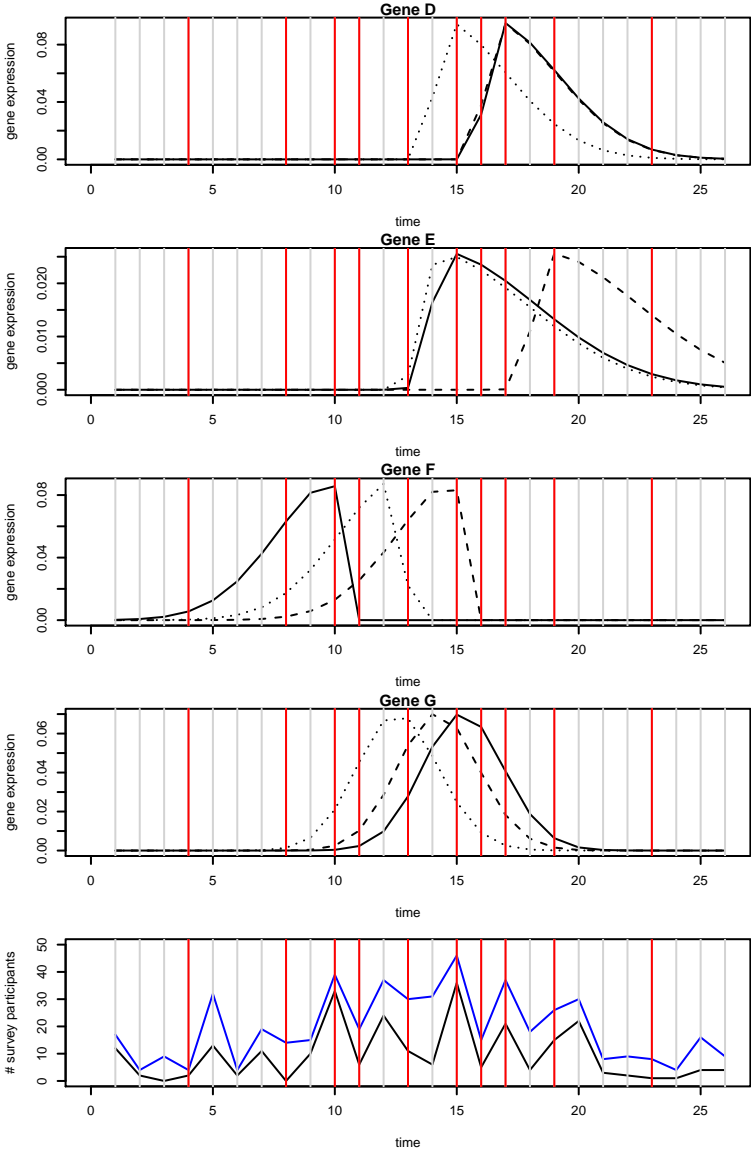 Gene D
gene expression
0.00 0.04 0.08
0 5 10 15 20 25
time
Gene E
gene expression
0.000 0.010 0.020
0 5 10 15 20 25
time
Gene F
gene expression
0.00 0.04 0.08
0 5 10 15 20 25
time
Gene G
gene expression
0.00 0.02 0.04 0.06
0 5 10 15 20 25
time
# survey participants
0 10 20 30 40 50
0 5 10 15 20 25
time